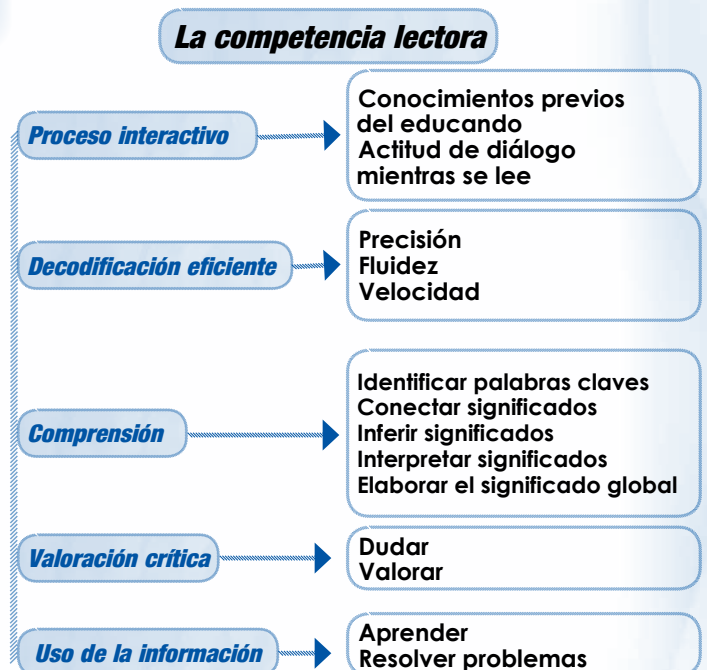 La competencia lectora
Proceso interactivo
Conocimientos previos
del educando
Actitud de diálogo
mientras se lee
Decodificación eficiente
Precisión
Fluidez
Velocidad
Comprensión
Identificar palabras claves
Conectar significados
Inferir significados
Interpretar significados
Elaborar el significado global
Valoración crítica
Dudar
Valorar
Uso de la información
Aprender
Resolver problemas